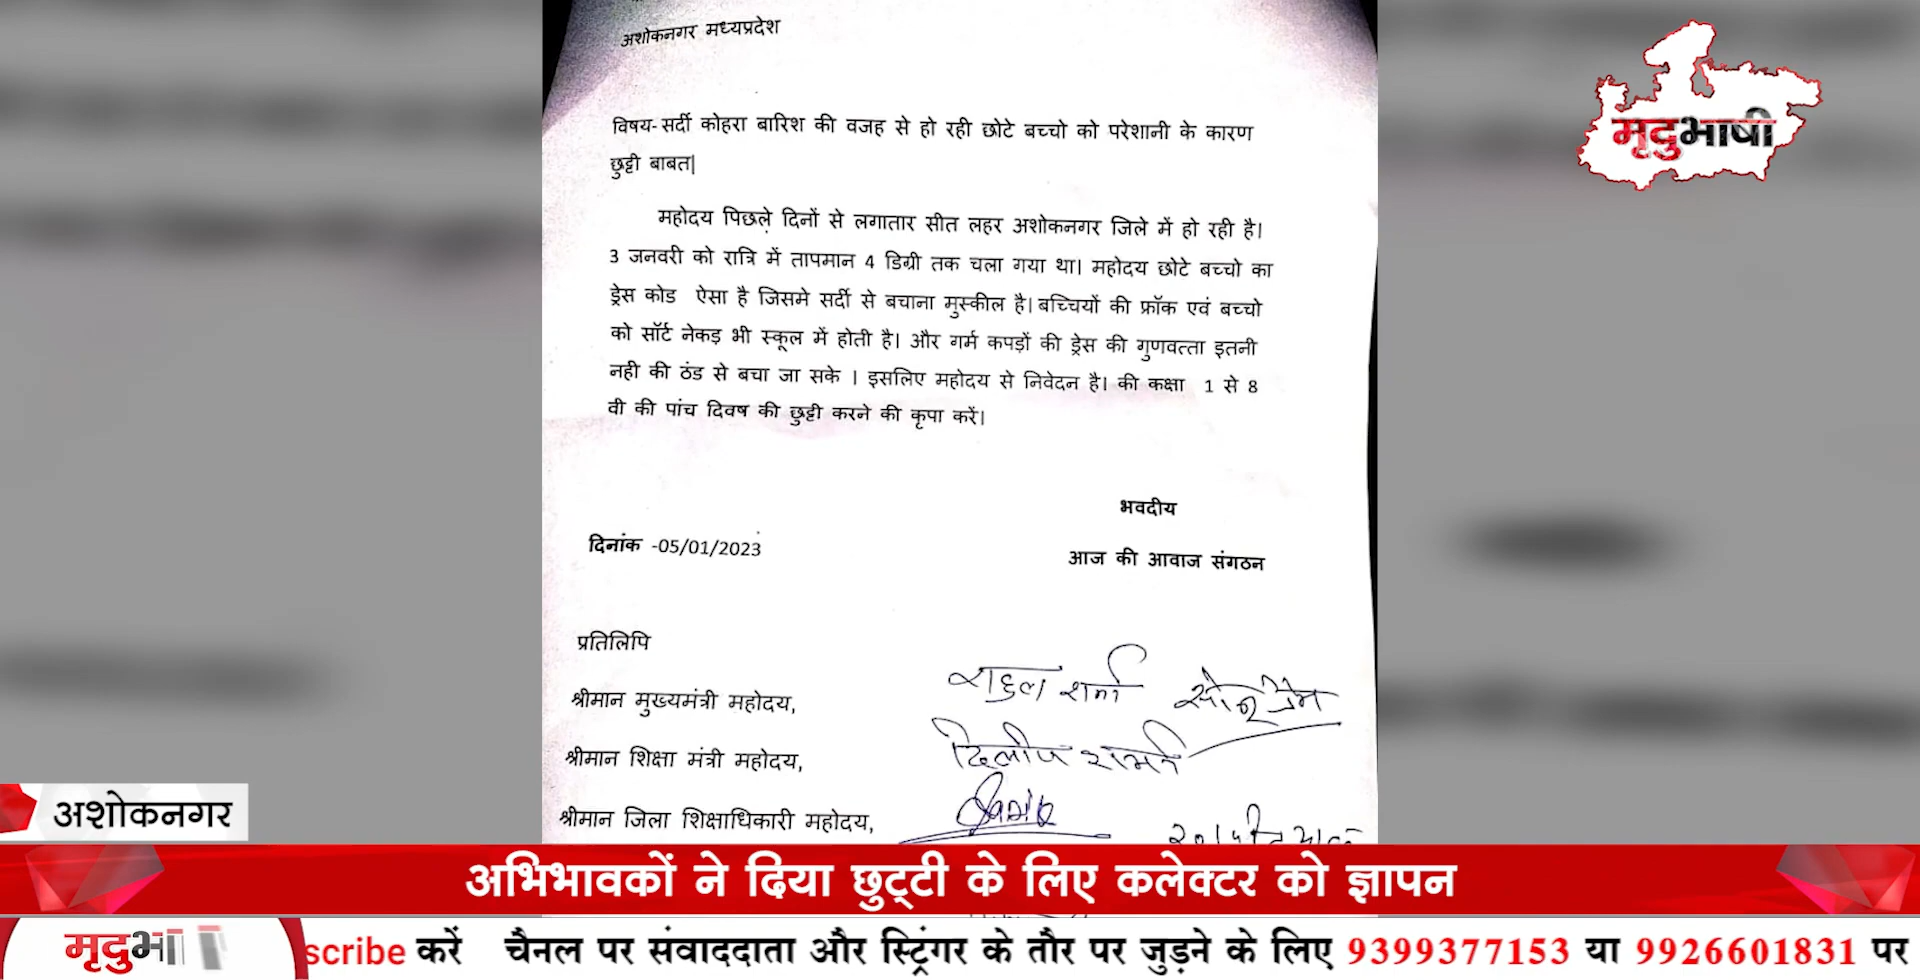 अशोकनगर मध्यप्रदेश
मृदुभाषी
विषय- सर्दी कोहरा बारिश की वजह से हो रही छोटे बच्चो को परेशानी के कारण
छुट्टी बाबत|
महोदय पिछले दिनों से लगातार सीत लहर अशोकनगर जिले में हो रही है।
3 जनवरी को रात्रि में तापमान 4 डिग्री तक चला गया था। महोदय छोटे बच्चो का
ड्रेस कोड ऐसा है जिसमे सर्दी से बचाना मुस्कील है। बच्चियों की फ्रॉक एवं बच्चो
को सॉर्ट नेकड़ भी स्कूल में होती है। और गर्म कपड़ों की ड्रेस की गुणवत्ता इतनी
नही की ठंड से बचा जा सके । इसलिए महोदय से निवेदन है। की कक्षा 1 से 8
वी की पांच दिवष की छुट्टी करने की कृपा करें।
भवदीय
दिनांक -05/01/2023
आज की आवाज संगठन
प्रतिलिपि
श्रीमान मुख्यमंत्री महोदय,
राहुल शर्मा
श्रीमान शिक्षा मंत्री महोदय,
दिलीप शर्मा
श्रीमान जिला शिक्षाधिकारी महोदय,
अशोकनगर
अभिभावकों ने दिया छुट्टी के लिए कलेक्टर को ज्ञापन
मृदुभा
scribe करें चैनल पर संवाददाता और स्ट्रिंगर के तौर पर जुड़ने के लिए 9399377153 या 9926601831 पर